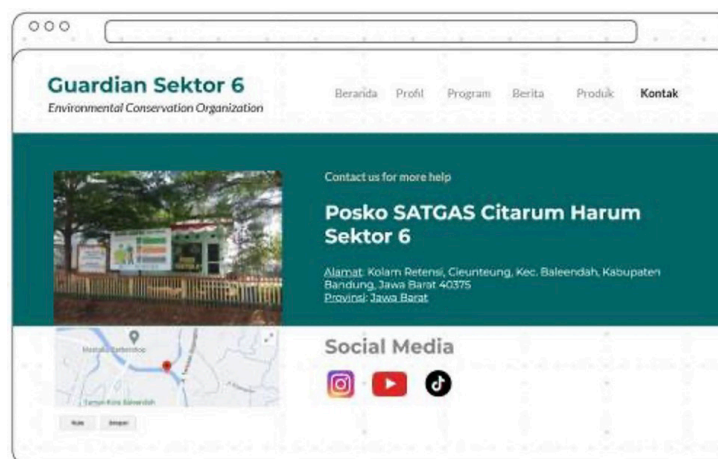 Guardian Sektor 6
Environmental Conservation Organization
Beranda Profil Program Berita Produk Kontak
Contact us for more help
Posko SATGAS Citarum Harum
Sektor 6
Alamat: Kolam Retensi, Cieunteung, Kec. Baleendah, Kabupaten
Bandung, Jawa Barat 40375
Provinsi: Jawa Barat
Social Media